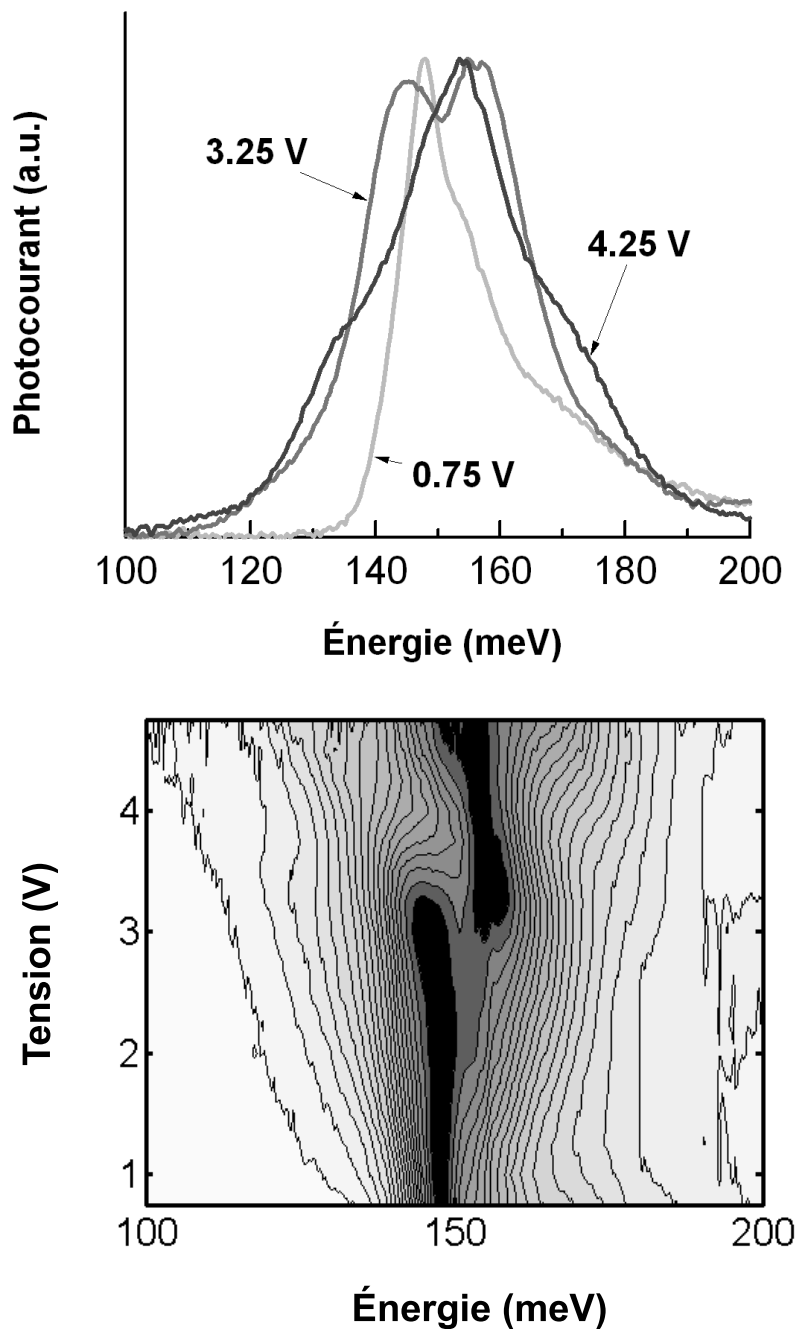 Photocourant (a.u.)
3.25 V
4.25 V
0.75 V
100 120 140 160 180 200
Énergie (meV)
Tension (V)
4
3
2
1
100 150 200
Énergie (meV)